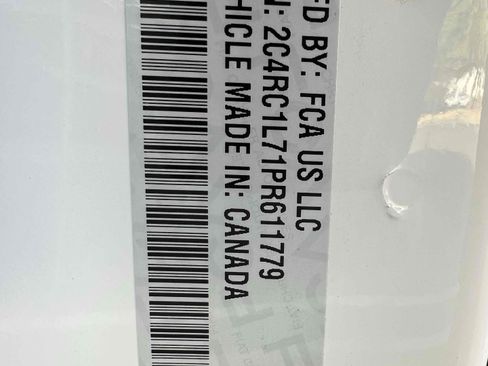 FD BY: FCA US LLC
N: 2C4RC1L71PR611779
HICLE MADE IN: CANADA